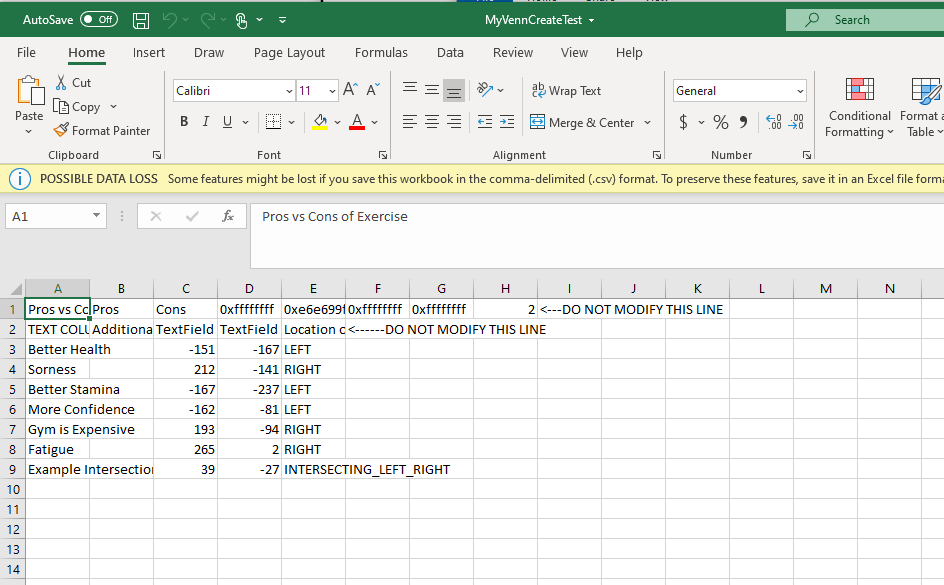 AutoSave Off MyVennCreateTest Search
File Home Insert Draw Page Layout Formulas Data Review View Help
Cut
Copy
Format Painter
Paste
Calibri 11
B I U
Wrap Text
Merge & Center
General
$ % 9
Conditional Formatting
Format a
Table
Clipboard Font Alignment Number
POSSIBLE DATA LOSS Some features might be lost if you save this workbook in the comma-delimited (.csv) format. To preserve these features, save it in an Excel file forma
A1 fx Pros vs Cons of Exercise
A B C D E F G H I J K L M N
1 Pros vs Co Pros Cons 0xffffffff 0xe6e699f 0xffffffff 0xffffffff 2 <---DO NOT MODIFY THIS LINE
2 TEXT COLU Additiona TextField TextField Location o <------DO NOT MODIFY THIS LINE
3 Better Health -151 -167 LEFT
4 Sorness 212 -141 RIGHT
5 Better Stamina -167 -237 LEFT
6 More Confidence -162 -81 LEFT
7 Gym is Expensive 193 -94 RIGHT
8 Fatigue 265 2 RIGHT
9 Example Intersection 39 -27 INTERSECTING_LEFT_RIGHT
10
11
12
13
14